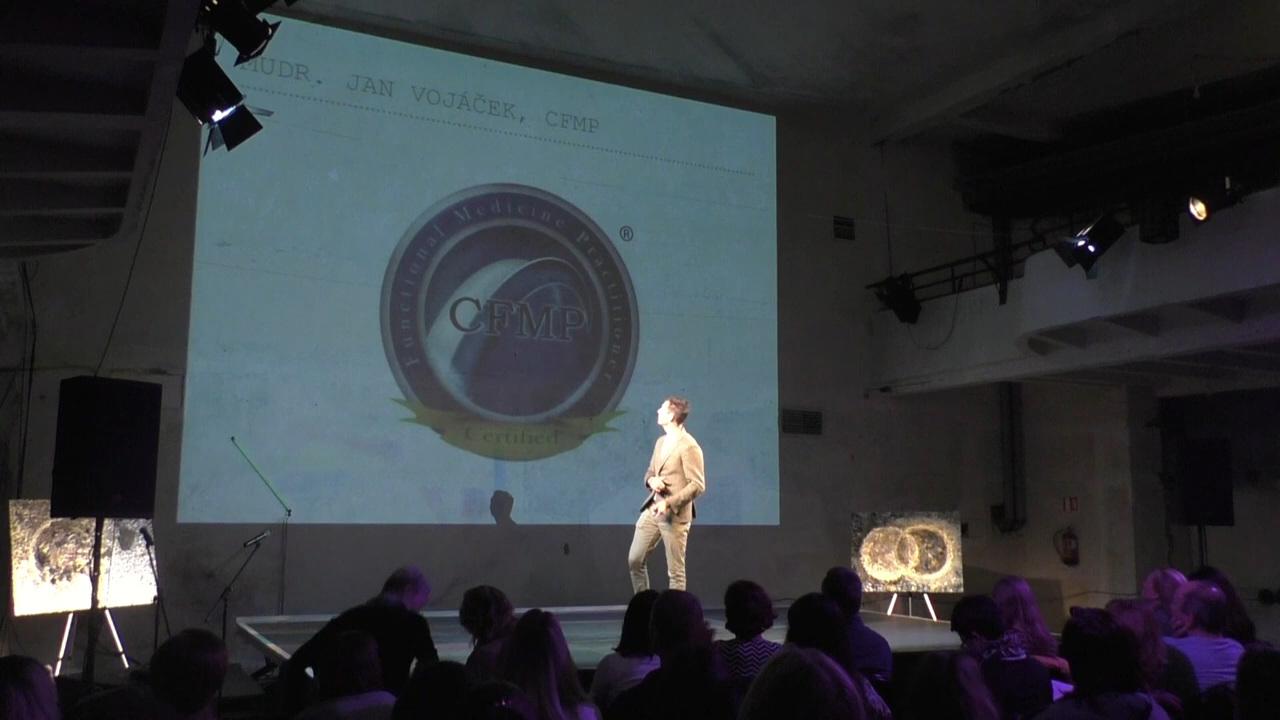 MUDR. JAN VOJÁČEK, CFMP
Functional Medicine Practitioner
®
CFMP
Certified